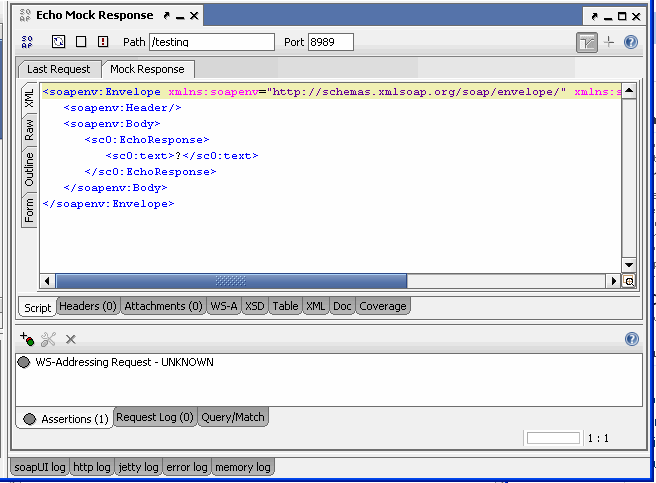 SO
AP
Echo Mock Response
SO
AP
Path /testing Port 8989
Last Request Mock Response
XML
Raw
Outline
Form
<soapenv:Envelope xmlns:soapenv="http://schemas.xmlsoap.org/soap/envelope/" xmlns:s
<soapenv:Header/>
<soapenv:Body>
<sc0:EchoResponse>
<sc0:text>?</sc0:text>
</sc0:EchoResponse>
</soapenv:Body>
</soapenv:Envelope>
Script Headers (0) Attachments (0) WS-A XSD Table XML Doc Coverage
WS-Addressing Request - UNKNOWN
Assertions (1) Request Log (0) Query/Match
1 : 1
soapUI log http log jetty log error log memory log